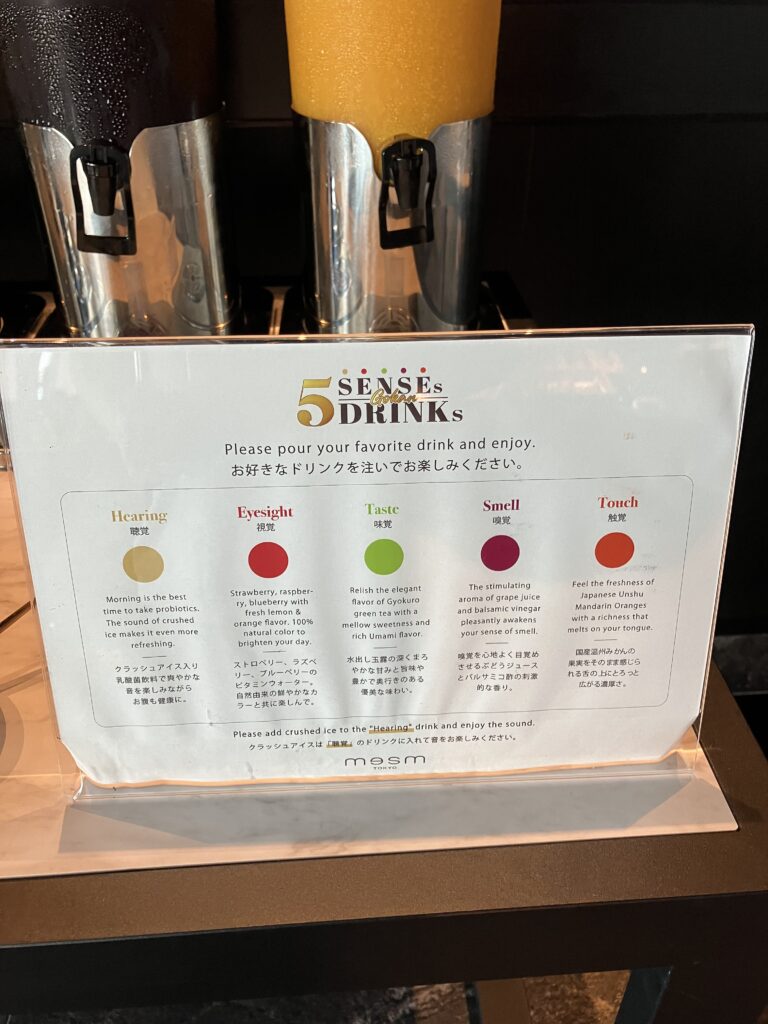 5 SENSEs
Gokan
DRINKs
Please pour your favorite drink and enjoy.
お好きなドリンクを注いでお楽しみください。
Hearing
聴覚
Morning is the best
time to take probiotics.
The sound of crushed
ice makes it even more
refreshing.
クラッシュアイス入り
乳酸菌飲料で爽やかな
音を楽しみながら
お腹も健康に。
Eyesight
視覚
Strawberry, raspber-
ry, blueberry with
fresh lemon &
orange flavor. 100%
natural color to
brighten your day.
ストロベリー、ラズベ
リー、ブルーベリーの
ビタミンウォーター。
自然由来の鮮やかなカ
ラーと共に楽しんで。
Taste
味覚
Relish the elegant
flavor of Gyokuro
green tea with a
mellow sweetness and
rich Umami flavor.
水出し玉露の深くまろ
やかな甘みと旨味や
豊かで奥行きのある
優美な味わい。
Smell
嗅覚
The stimulating
aroma of grape juice
and balsamic vinegar
pleasantly awakens
your sense of smell.
嗅覚を心地よく目覚め
させるぶどうジュース
とバルサミコ酢の刺激
的な香り。
Touch
触覚
Feel the freshness of
Japanese Unshu
Mandarin Oranges
with a richness that
melts on your tongue.
国産温州みかんの
果実をそのまま感じら
れる舌の上にとろっと
広がる濃厚さ。
Please add crushed ice to the "Hearing" drink and enjoy the sound.
クラッシュアイスは「聴覚」のドリンクに入れて音をお楽しみください。
mesm
TOKYO